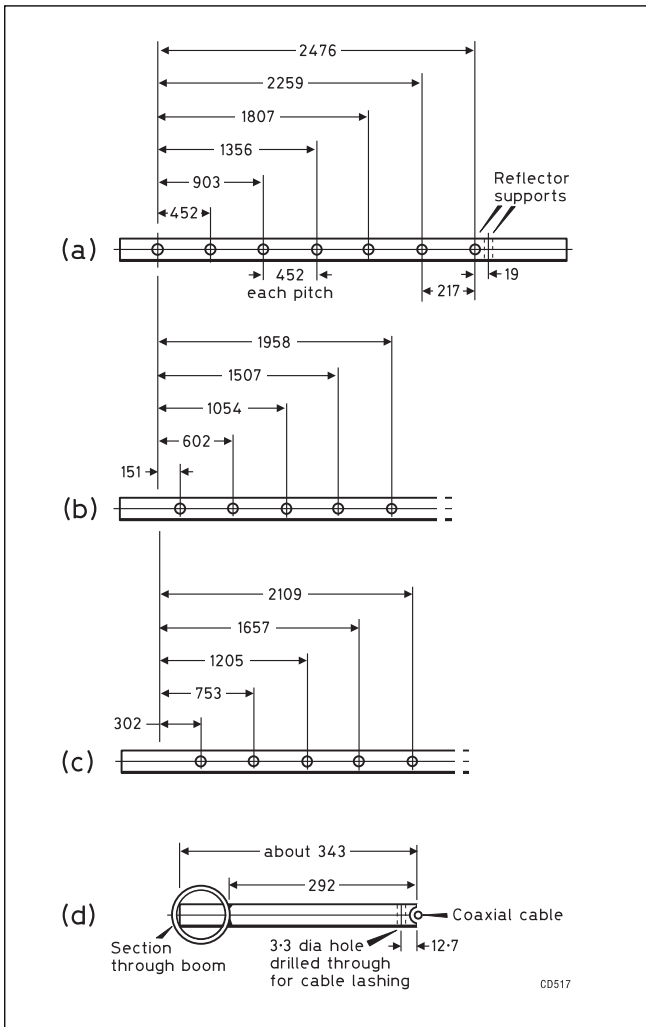 2476
2259
1807
1356
903
452
Reflector
supports
(a)
452
each pitch
19
217
1958
1507
1054
602
151
(b)
2109
1657
1205
753
302
(c)
about 343
292
(d)
Coaxial cable
Section
through boom
3·3 dia hole
drilled through
for cable lashing
12·7
CD517